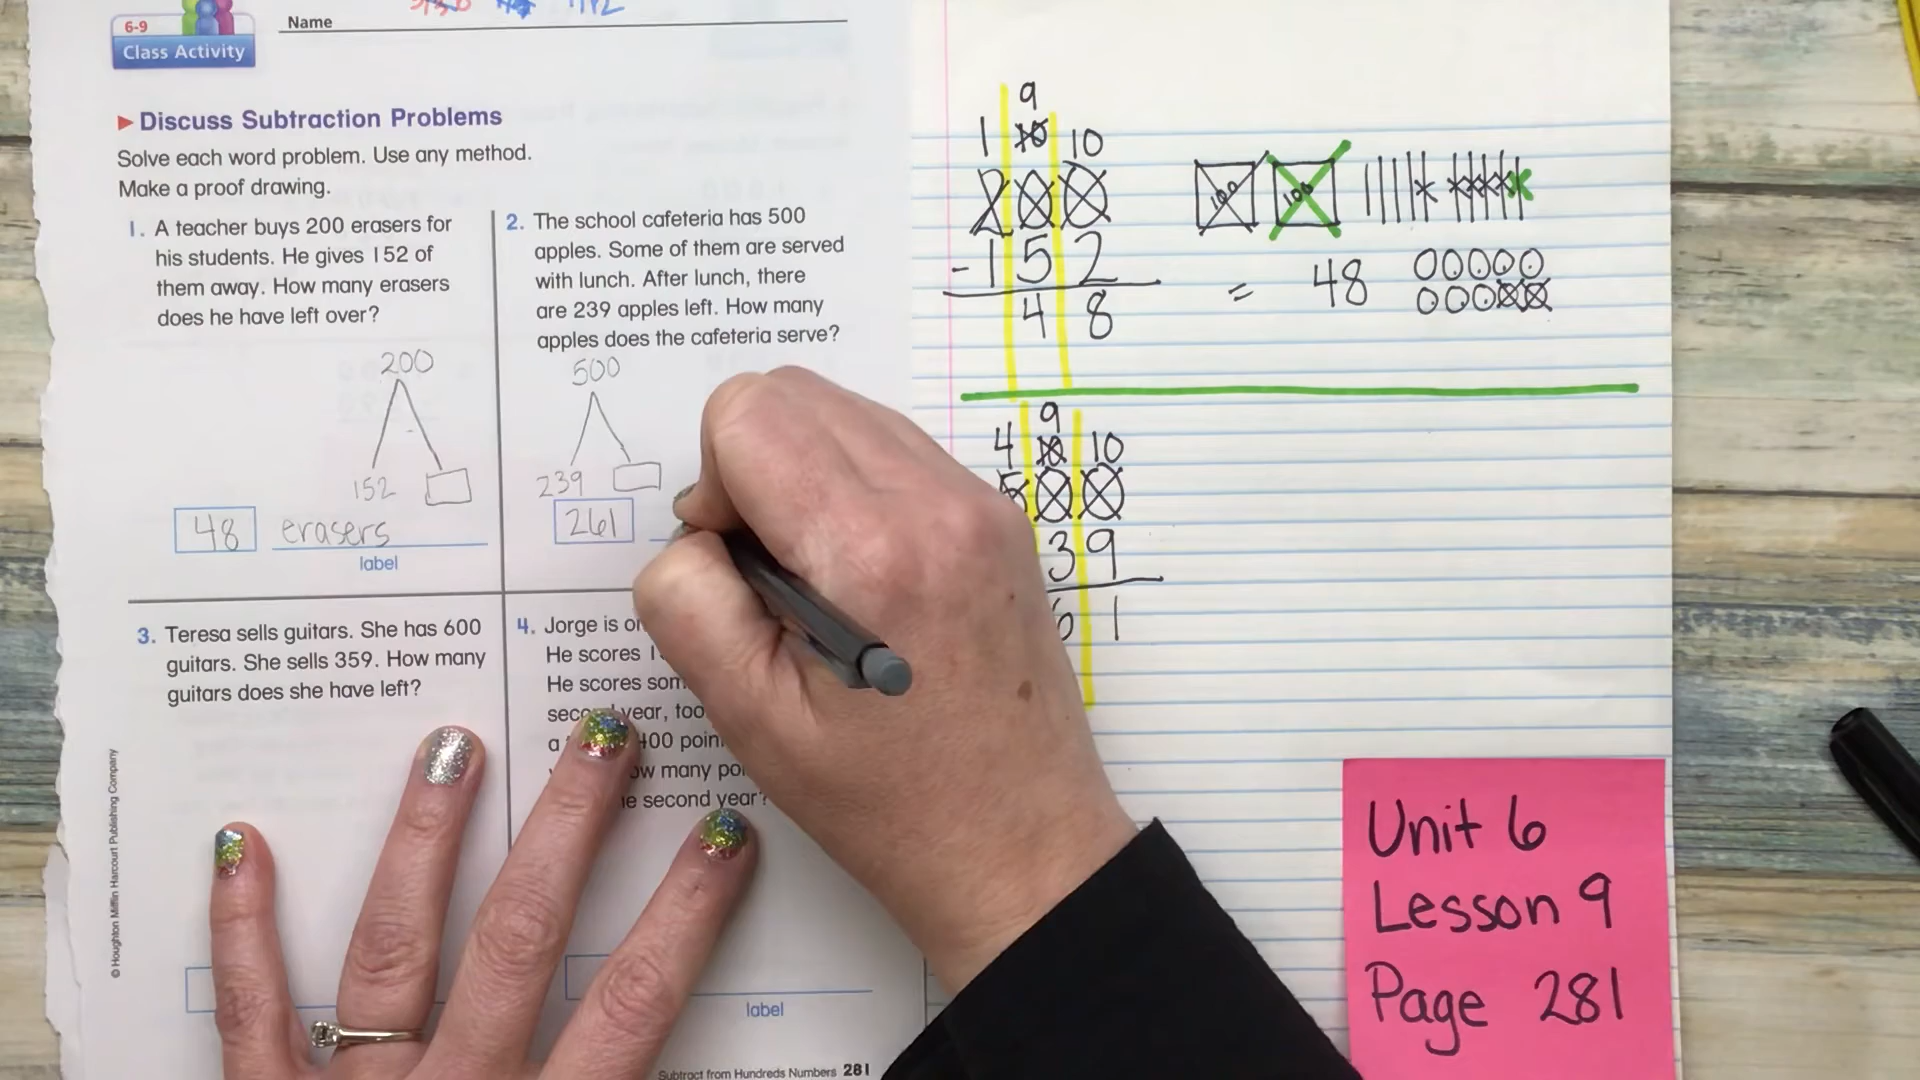 6-9
Class Activity
Name
Discuss Subtraction Problems
Solve each word problem. Use any method.
Make a proof drawing.
1. A teacher buys 200 erasers for
his students. He gives 152 of
them away. How many erasers
does he have left over?
200
152
48 erasers
label
2. The school cafeteria has 500
apples. Some of them are served
with lunch. After lunch, there
are 239 apples left. How many
apples does the cafeteria serve?
500
239
261
3. Teresa sells guitars. She has 600
guitars. She sells 359. How many
guitars does she have left?
4. Jorge is
He scores
He scores
year,
a 400
many
second year?
label
© Houghton Mifflin Harcourt Publishing Company
Subtract from Hundreds Numbers 281
9
1 10 10
200
-152
48
100 100
= 48
9
4 10 10
500
39
61
Unit 6
Lesson 9
Page 281